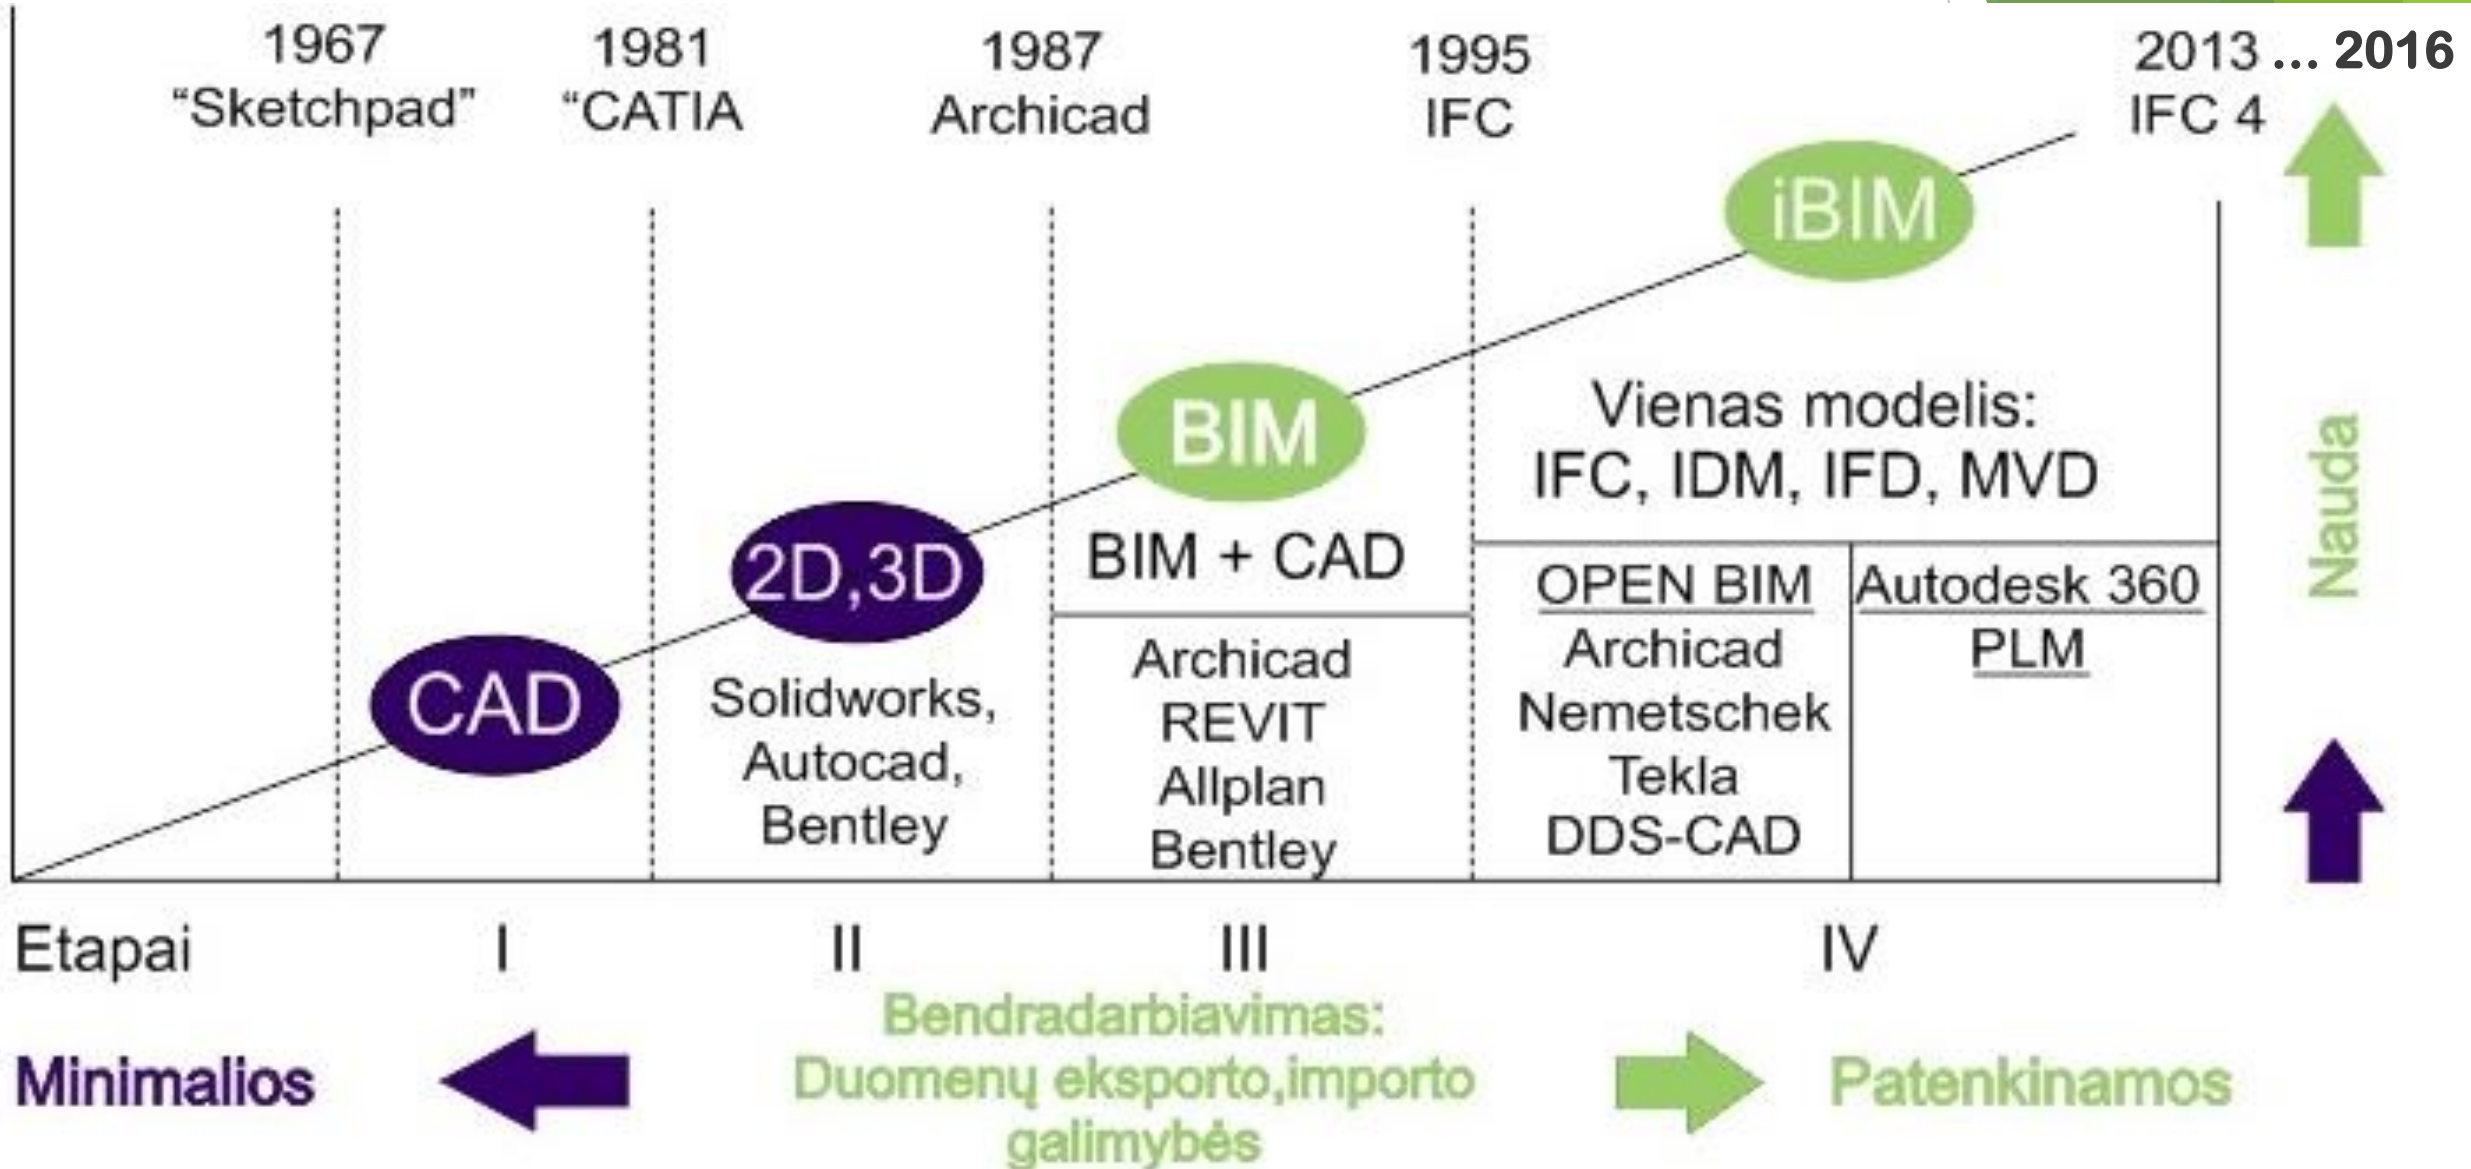 1967
“Sketchpad”
1981
“CATIA
1987
Archicad
1995
IFC
2013 ... 2016
IFC 4
iBIM
BIM
2D,3D
CAD
Vienas modelis:
IFC, IDM, IFD, MVD
BIM + CAD
Solidworks,
Autocad,
Bentley
Archicad
REVIT
Allplan
Bentley
OPEN BIM
Archicad
Nemetschek
Tekla
DDS-CAD
Autodesk 360
PLM
Nauda
Etapai I II III IV
Minimalios
Bendradarbiavimas:
Duomenų eksporto,importo
galimybės
Patenkinamos